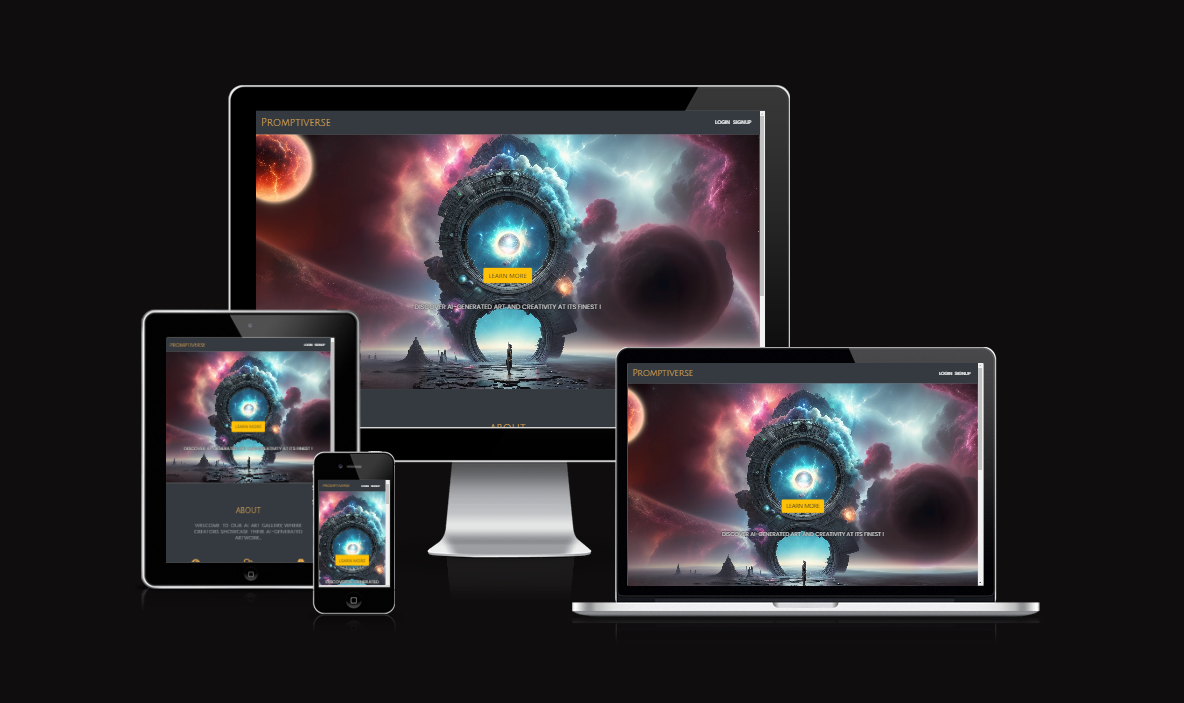 PROMPTIVERSE
LOGIN SIGNUP
LEARN MORE
DISCOVER AI-GENERATED ART AND CREATIVITY AT ITS FINEST !
ABOUT
PROMPTIVERSE
LOGIN SIGNUP
LEARN MORE
DISCOVER AI-GENERATED ART AND CREATIVITY AT ITS FINEST !
ABOUT
WELCOME TO OUR AI ART GALLERY, WHERE
CREATORS SHOWCASE THEIR AI-GENERATED
ARTWORK.
PROMPTIVERSE
LOGIN SIGNUP
LEARN MORE
DISCOVER AI-GENERATED
PROMPTIVERSE
LOGIN SIGNUP
LEARN MORE
DISCOVER AI-GENERATED ART AND CREATIVITY AT ITS FINEST !